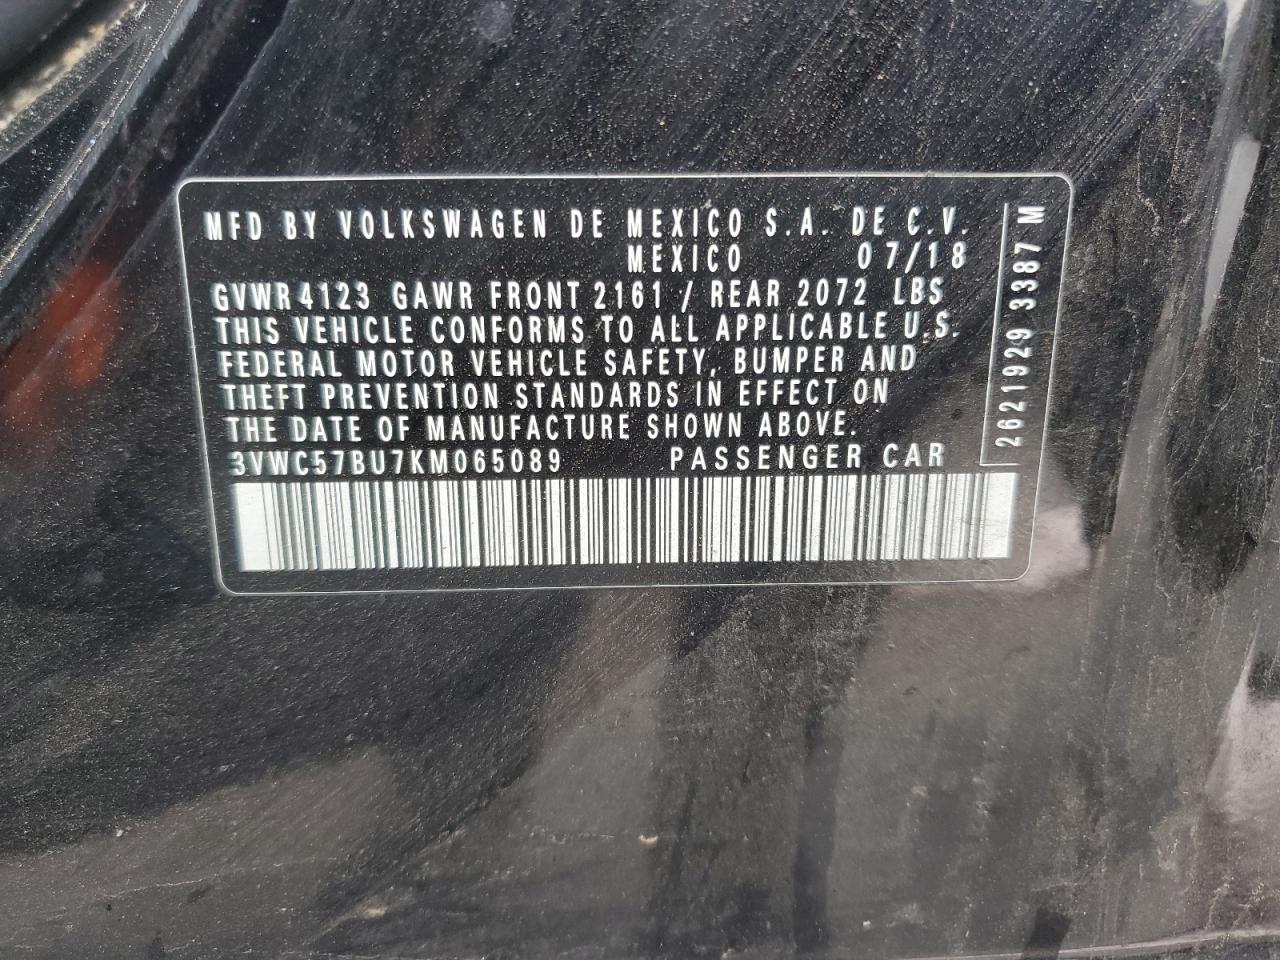 MFD BY VOLKSWAGEN DE MEXICO S.A. DE C.V.
MEXICO 07/18
GVWR 4123 GAWR FRONT 2161 / REAR 2072 LBS
THIS VEHICLE CONFORMS TO ALL APPLICABLE U.S.
FEDERAL MOTOR VEHICLE SAFETY, BUMPER AND
THEFT PREVENTION STANDARDS IN EFFECT ON
THE DATE OF MANUFACTURE SHOWN ABOVE.
3VWC57BU7KM065089 PASSENGER CAR
2621929 3387 M